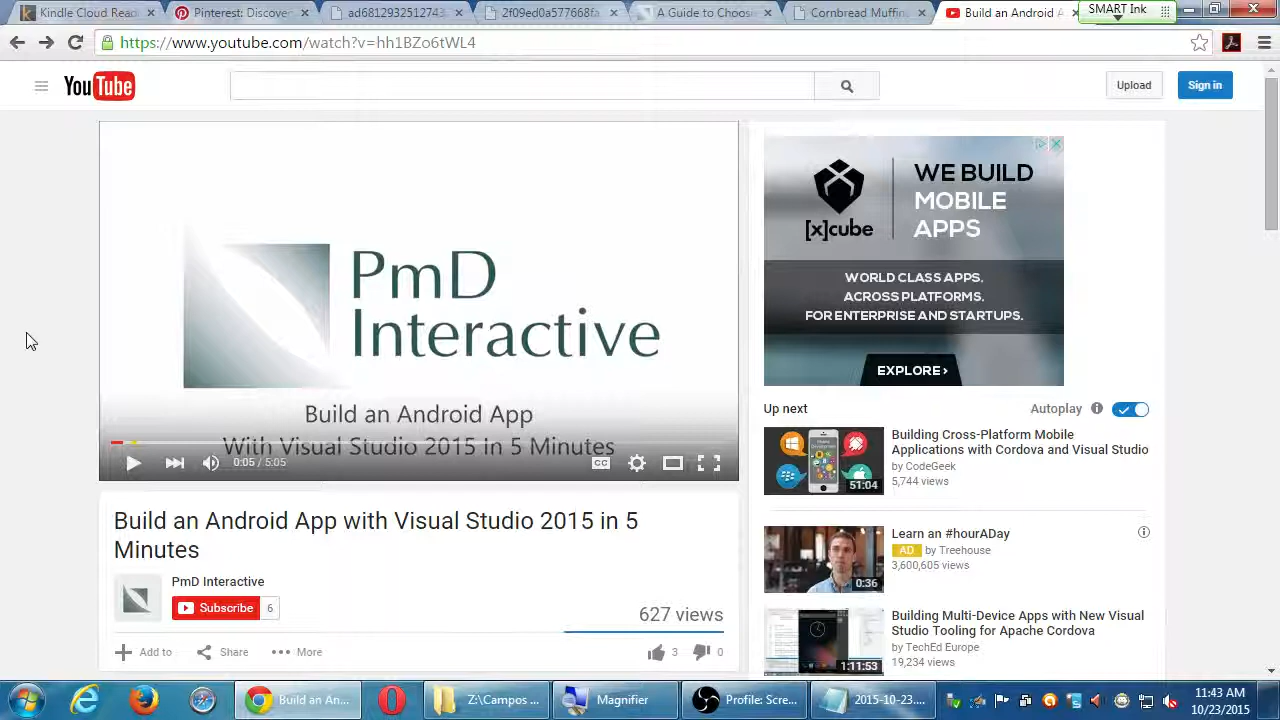 Kindle Cloud Rea
Pinterest: Discove
ad6812932512743
2f09ed0a577668fa
A Guide to Choos
Cornbread Muffin
Build an Android A
SMART Ink
https://www.youtube.com/watch?v=hh1BZo6tWL4
YouTube
Upload
Sign in
PmD
Interactive
Build an Android App
With Visual Studio 2015 in 5 Minutes
0:05 / 5:05
CC
Build an Android App with Visual Studio 2015 in 5
Minutes
PmD Interactive
Subscribe 6
627 views
Add to
Share
More
3
0
[x]cube
WE BUILD
MOBILE
APPS
WORLD CLASS APPS.
ACROSS PLATFORMS.
FOR ENTERPRISE AND STARTUPS.
EXPLORE ›
Up next
Autoplay
51:04
Building Cross-Platform Mobile
Applications with Cordova and Visual Studio
by CodeGeek
5,744 views
0:36
Learn an #hourADay
AD by Treehouse
3,600,605 views
1:11:53
Building Multi-Device Apps with New Visual
Studio Tooling for Apache Cordova
by TechEd Europe
19,234 views
Build an An...
Z:\Campos ...
Magnifier
Profile: Scre...
2015-10-23....
11:43 AM
10/23/2015